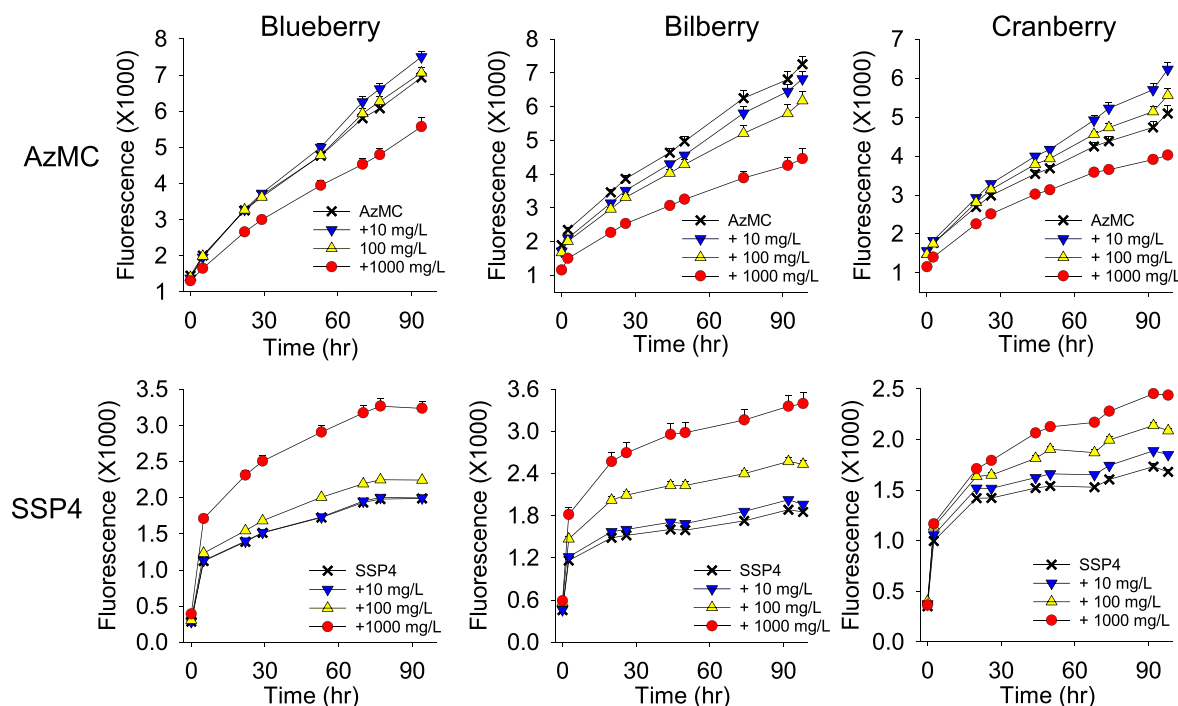 Blueberry
Bilberry
Cranberry
AzMC
Fluorescence (X1000)
8
7
6
5
4
3
2
1
AzMC
+10 mg/L
100 mg/L
+1000 mg/L
0 30 60 90
Time (hr)
Fluorescence (X1000)
8
7
6
5
4
3
2
1
AzMC
+ 10 mg/L
+ 100 mg/L
+ 1000 mg/L
0 30 60 90
Time (hr)
Fluorescence (X1000)
7
6
5
4
3
2
1
AzMC
+ 10 mg/L
+ 100 mg/L
+ 1000 mg/L
0 30 60 90
Time (hr)
SSP4
Fluorescence (X1000)
3.5
3.0
2.5
2.0
1.5
1.0
0.5
0.0
SSP4
+10 mg/L
+100 mg/L
+1000 mg/L
0 30 60 90
Time (hr)
Fluorescence (X1000)
3.6
3.0
2.4
1.8
1.2
0.6
0.0
SSP4
+ 10 mg/L
+ 100 mg/L
+ 1000 mg/L
0 30 60 90
Time (hr)
Fluorescence (X1000)
2.5
2.0
1.5
1.0
0.5
0.0
SSP4
+ 10 mg/L
+ 100 mg/L
+ 1000 mg/L
0 30 60 90
Time (hr)